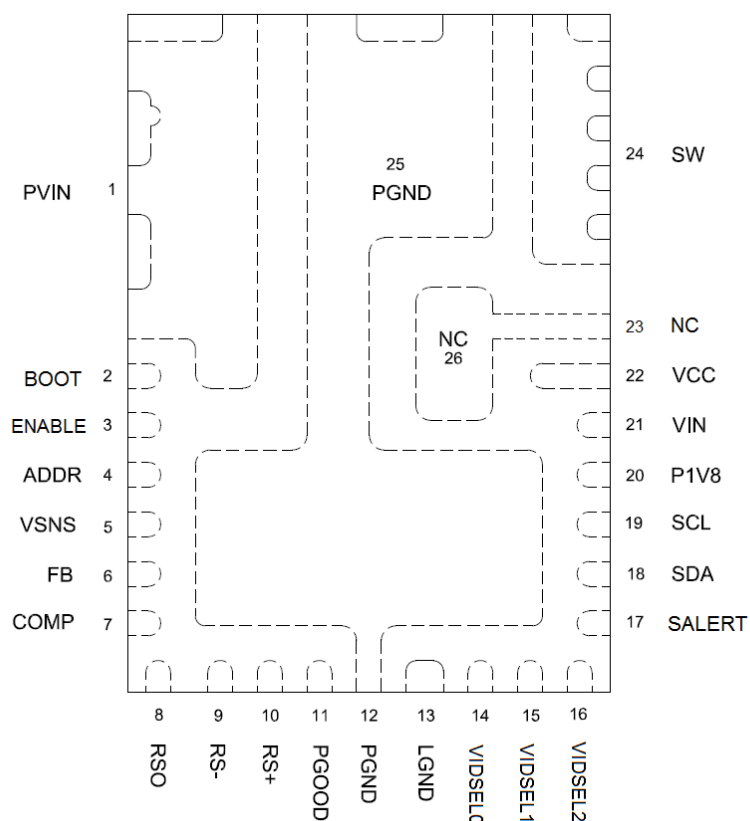 25
PGND
24 SW
PVIN 1
23 NC
NC
26
BOOT 2
22 VCC
ENABLE 3
21 VIN
ADDR 4
20 P1V8
VSNS 5
19 SCL
FB 6
18 SDA
COMP 7
17 SALERT
8 9 10 11 12 13 14 15 16
RSO
RS-
RS+
PGOOD
PGND
LGND
VIDSEL0
VIDSEL1
VIDSEL2